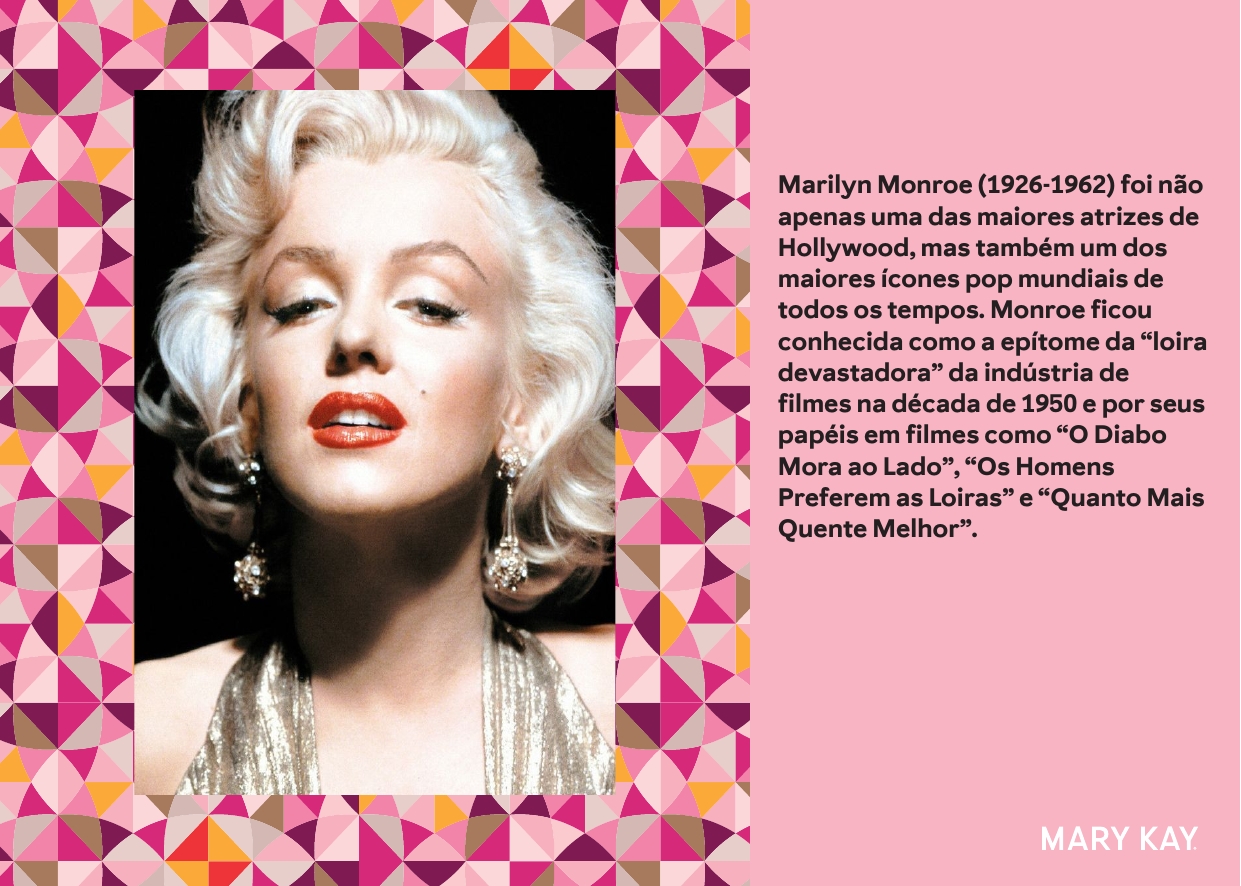 Marilyn Monroe (1926-1962) foi não
apenas uma das maiores atrizes de
Hollywood, mas também um dos
maiores ícones pop mundiais de
todos os tempos. Monroe ficou
conhecida como a epítome da “loira
devastadora” da indústria de
filmes na década de 1950 e por seus
papéis em filmes como “O Diabo
Mora ao Lado”, “Os Homens
Preferem as Loiras” e “Quanto Mais
Quente Melhor”.
MARY KAY.